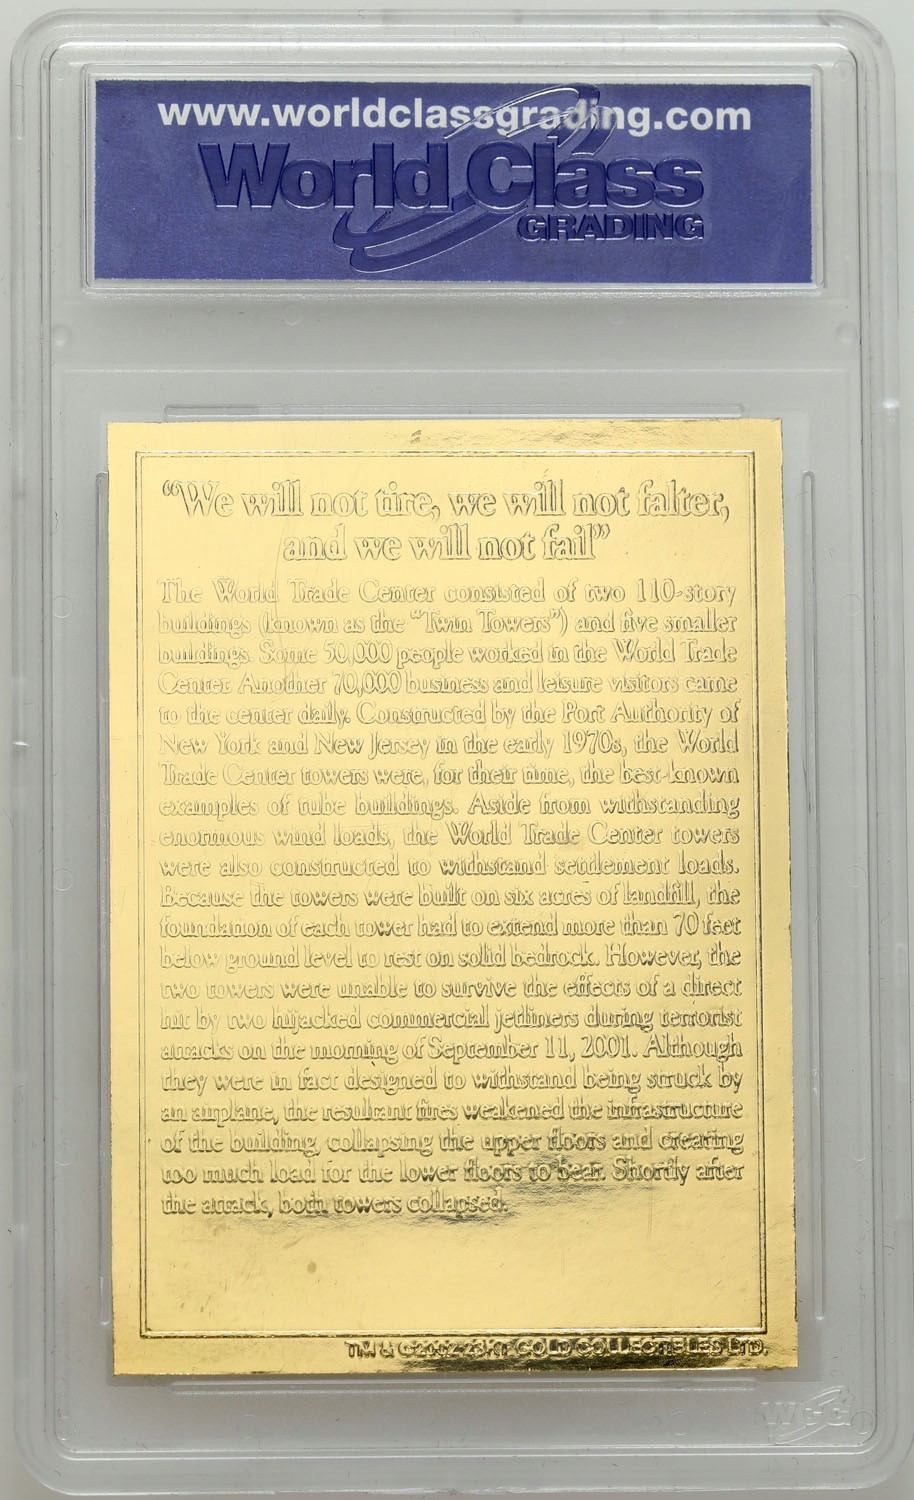 www.worldclassgrading.com
World Class
GRADING
“We will not tire, we will not falter,
and we will not fail”
The World Trade Center consisted of two 110-story
buildings (known as the “Twin Towers”) and five smaller
buildings. Some 50,000 people worked in the World Trade
Center. Another 70,000 business and leisure visitors came
to the center daily. Constructed by the Port Authority of
New York and New Jersey in the early 1970s, the World
Trade Center towers were, for their time, the best-known
examples of tube buildings. Aside from withstanding
enormous wind loads, the World Trade Center towers
were also constructed to withstand settlement loads.
Because the towers were built on six acres of landfill, the
foundation of each tower had to extend more than 70 feet
below ground level to rest on solid bedrock. However, the
two towers were unable to survive the effects of a direct
hit by two hijacked commercial jetliners during terrorist
attacks on the morning of September 11, 2001. Although
they were in fact designed to withstand being struck by
an airplane, the resultant fires weakened the infrastructure
of the building, collapsing the upper floors and creating
too much load for the lower floors to bear. Shortly after
the attack, both towers collapsed.
TM & ©2002 23KT GOLD COLLECTIBLES LTD.
WCG